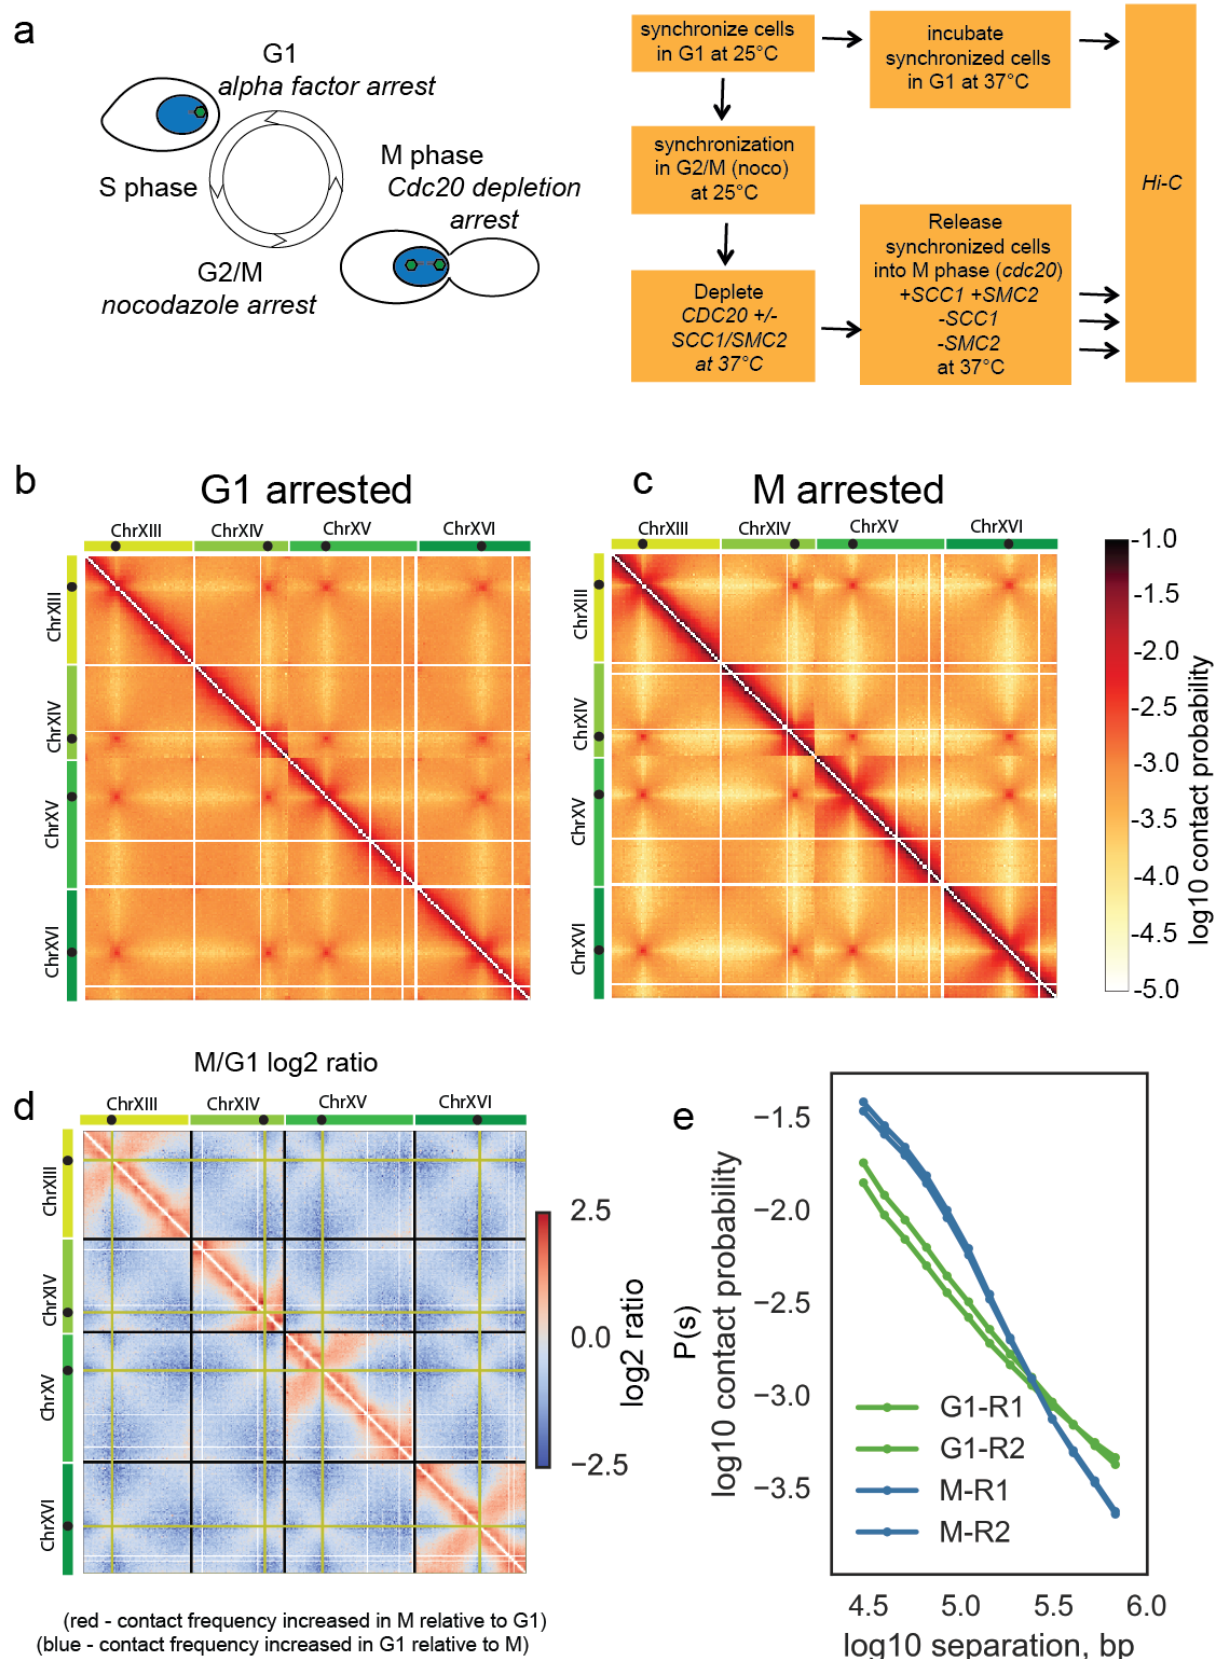 a
G1
alpha factor arrest
S phase
M phase
Cdc20 depletion
arrest
G2/M
nocodazole arrest
synchronize cells
in G1 at 25°C
incubate
synchronized cells
in G1 at 37°C
synchronization
in G2/M (noco)
at 25°C
Hi-C
Deplete
CDC20 +/-
SCC1/SMC2
at 37°C
Release
synchronized cells
into M phase (cdc20)
+SCC1 +SMC2
-SCC1
-SMC2
at 37°C
b
G1 arrested
ChrXIII ChrXIV ChrXV ChrXVI
ChrXIII
ChrXIV
ChrXV
ChrXVI
c
M arrested
ChrXIII ChrXIV ChrXV ChrXVI
ChrXIII
ChrXIV
ChrXV
ChrXVI
-1.0
-1.5
-2.0
-2.5
-3.0
-3.5
-4.0
-4.5
-5.0
log10 contact probability
d
M/G1 log2 ratio
ChrXIII ChrXIV ChrXV ChrXVI
ChrXIII
ChrXIV
ChrXV
ChrXVI
2.5
0.0
−2.5
log2 ratio
(red - contact frequency increased in M relative to G1)
(blue - contact frequency increased in G1 relative to M)
e
P(s)
log10 contact probability
−1.5
−2.0
−2.5
−3.0
−3.5
G1-R1
G1-R2
M-R1
M-R2
4.5 5.0 5.5 6.0
log10 separation, bp